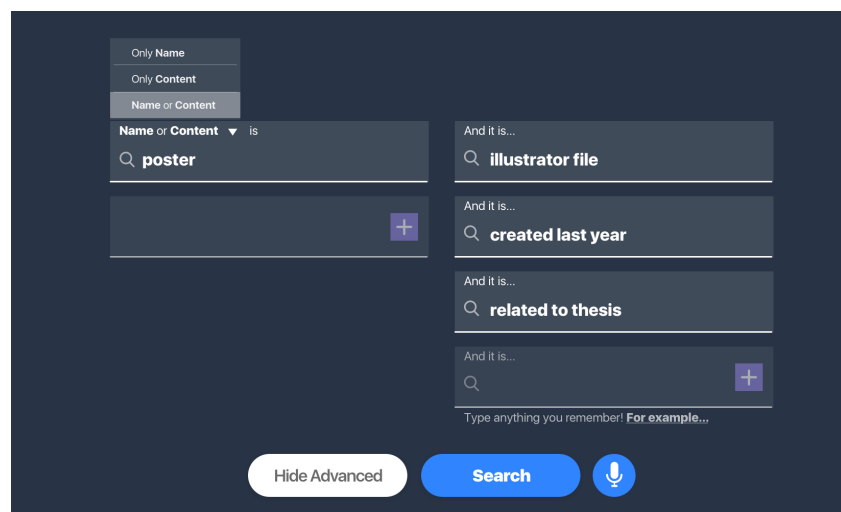 Only Name
Only Content
Name or Content
Name or Content ▼ is
poster
And it is...
illustrator file
And it is...
created last year
And it is...
related to thesis
And it is...
Type anything you remember! For example...
Hide Advanced
Search